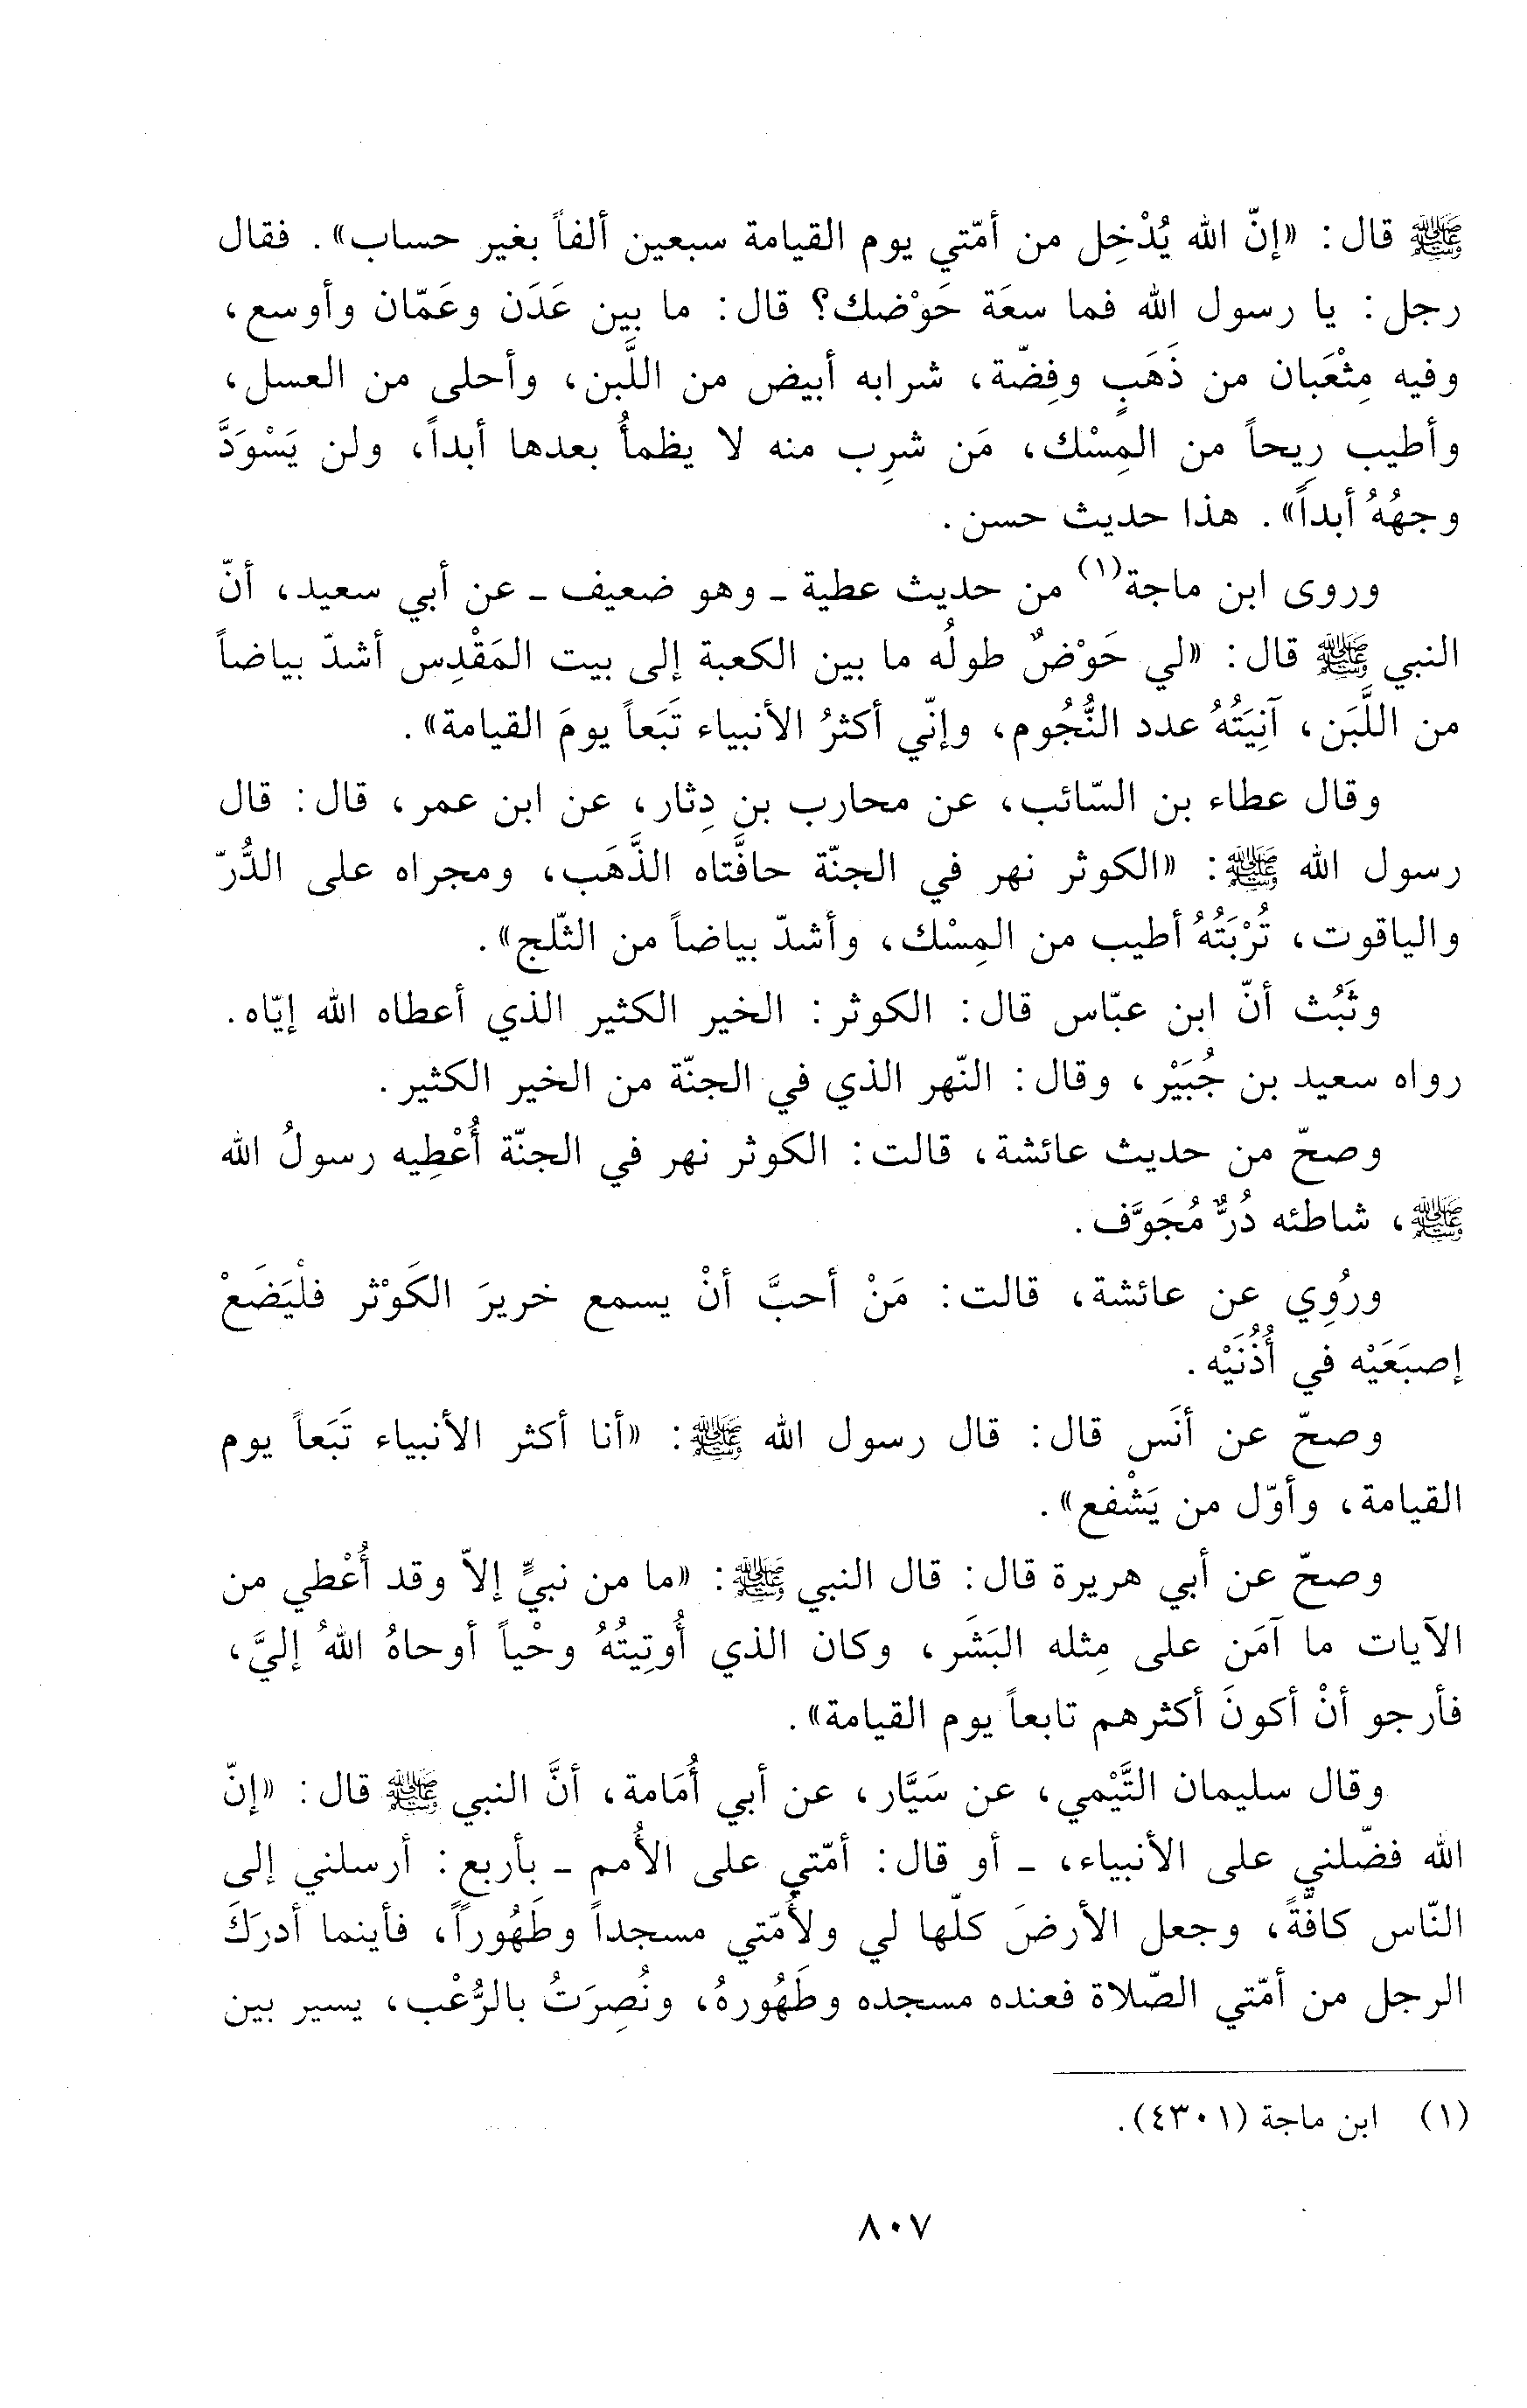 ﷺ قال: «إنّ الله يُدْخِل من أمّتي يوم القيامة سبعين ألفاً بغير حساب». فقال
رجل: يا رسول الله فما سعَة حَوْضك؟ قال: ما بين عَدَن وعَمّان وأوسع،
وفيه مِثْعَبان من ذَهَبٍ وفِضّة، شرابه أبيض من اللَّبن، وأحلى من العسل،
وأطيب رِيحاً من المِسْك، مَن شرِب منه لا يظمأُ بعدها أبداً، ولن يَسْوَدَّ
وجهُهُ أبداً». هذا حديث حسن.
وروى ابن ماجة(١) من حديث عطية ـ وهو ضعيف ـ عن أبي سعيد، أنّ
النبي ﷺ قال: «لي حَوْضٌ طولُه ما بين الكعبة إلى بيت المَقْدِس أشدّ بياضاً
من اللَّبَن، آنِيَتُهُ عدد النُّجُوم، وإنّي أكثرُ الأنبياء تَبَعاً يومَ القيامة».
وقال عطاء بن السّائب، عن محارب بن دِثار، عن ابن عمر، قال: قال
رسول الله ﷺ: «الكوثر نهر في الجنّة حافَّتاه الذَّهَب، ومجراه على الدُّرّ
والياقوت، تُرْبَتُهُ أطيب من المِسْك، وأشدّ بياضاً من الثّلج».
وثَبُث أنّ ابن عبّاس قال: الكوثر: الخير الكثير الذي أعطاه الله إيّاه.
رواه سعيد بن جُبَيْر، وقال: النّهر الذي في الجنّة من الخير الكثير.
وصحّ من حديث عائشة، قالت: الكوثر نهر في الجنّة أُعْطِيه رسولُ الله
ﷺ، شاطئه دُرٌّ مُجَوَّف.
ورُوِي عن عائشة، قالت: مَنْ أحبَّ أنْ يسمع خريرَ الكَوْثر فلْيَضَعْ
إصبَعَيْه في أُذُنَيْه.
وصحّ عن أنَس قال: قال رسول الله ﷺ: «أنا أكثر الأنبياء تَبَعاً يوم
القيامة، وأوّل من يَشْفع».
وصحّ عن أبي هريرة قال: قال النبي ﷺ: «ما من نبيٍّ إلاّ وقد أُعْطي من
الآيات ما آمَن على مِثله البَشَر، وكان الذي أُوتِيتُهُ وحْياً أوحاهُ اللهُ إليَّ،
فأرجو أنْ أكونَ أكثرهم تابعاً يوم القيامة».
وقال سليمان التَّيْمي، عن سَيَّار، عن أبي أُمَامة، أنَّ النبي ﷺ قال: «إنّ
الله فضّلني على الأنبياء، ـ أو قال: أمّتي على الأُمم ـ بأربع: أرسلني إلى
النّاس كافّةً، وجعل الأرضَ كلّها لي ولأُمّتي مسجداً وطَهُوراً، فأينما أدرَكَ
الرجل من أمّتي الصّلاة فعنده مسجده وطَهُورهُ، ونُصِرَتُ بالرُّعْب، يسير بين
(١) ابن ماجة (٤٣٠١).
٨٠٧